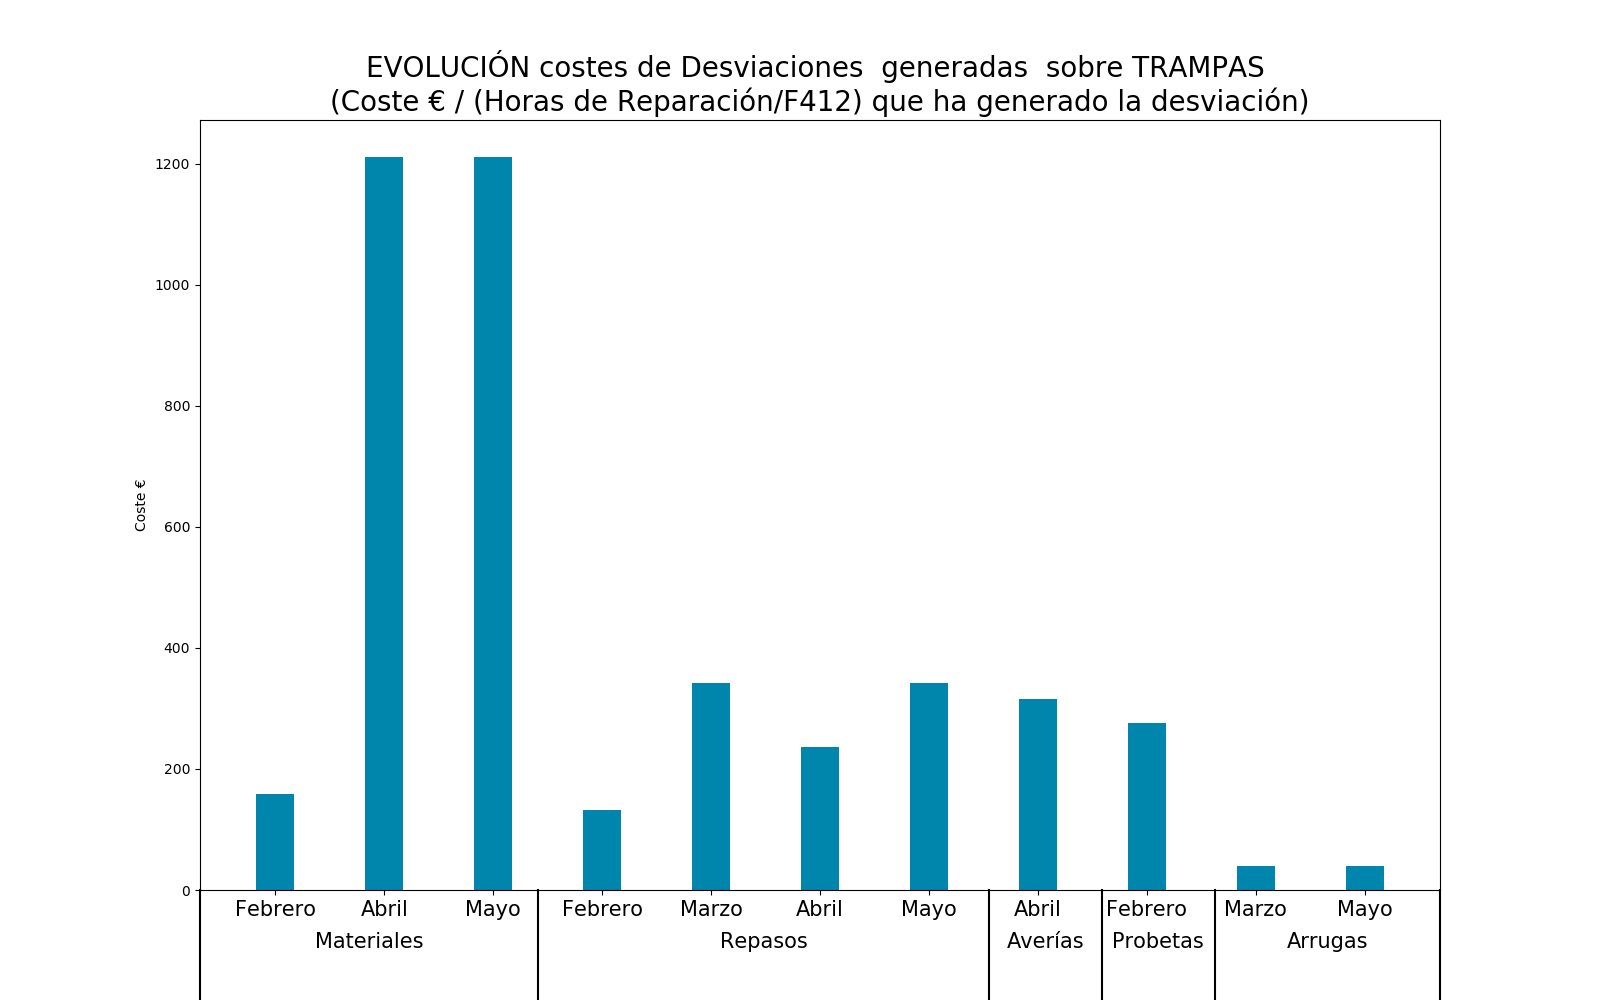 EVOLUCIÓN costes de Desviaciones  generadas  sobre TRAMPAS
(Coste € / (Horas de Reparación/F412) que ha generado la desviación)
1200
1000
800
600
400
200
0
Coste €
Febrero Abril Mayo Febrero Marzo Abril Mayo Abril Febrero Marzo Mayo
Materiales Repasos Averías Probetas Arrugas